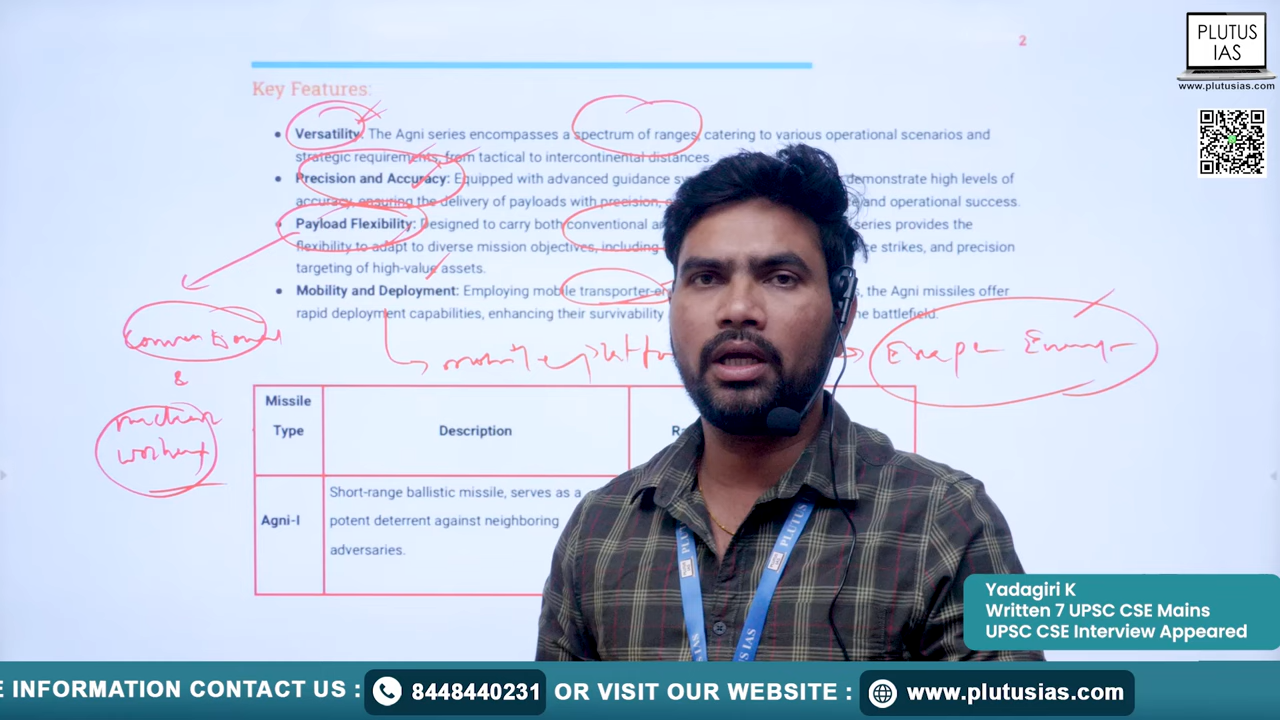 2
PLUTUS
IAS
www.plutusias.com
Key Features:
• Versatility: The Agni series encompasses a spectrum of ranges, catering to various operational scenarios and
strategic requirements, from tactical to intercontinental distances.
• Precision and Accuracy: Equipped with advanced guidance demonstrate high levels of
accuracy, ensuring the delivery of payloads with precision, and operational success.
• Payload Flexibility: Designed to carry both conventional series provides the
flexibility to adapt to diverse mission objectives, including strikes, and precision
targeting of high-value assets.
• Mobility and Deployment: Employing mobile the Agni missiles offer
rapid deployment capabilities, enhancing their survivability battlefield.
&
Missile
Type
Description
Agni-I
Short-range ballistic missile, serves as a
potent deterrent against neighboring
adversaries.
PLUTUS
Yadagiri K
Written 7 UPSC CSE Mains
UPSC CSE Interview Appeared
INFORMATION CONTACT US : 8448440231 OR VISIT OUR WEBSITE : www.plutusias.com